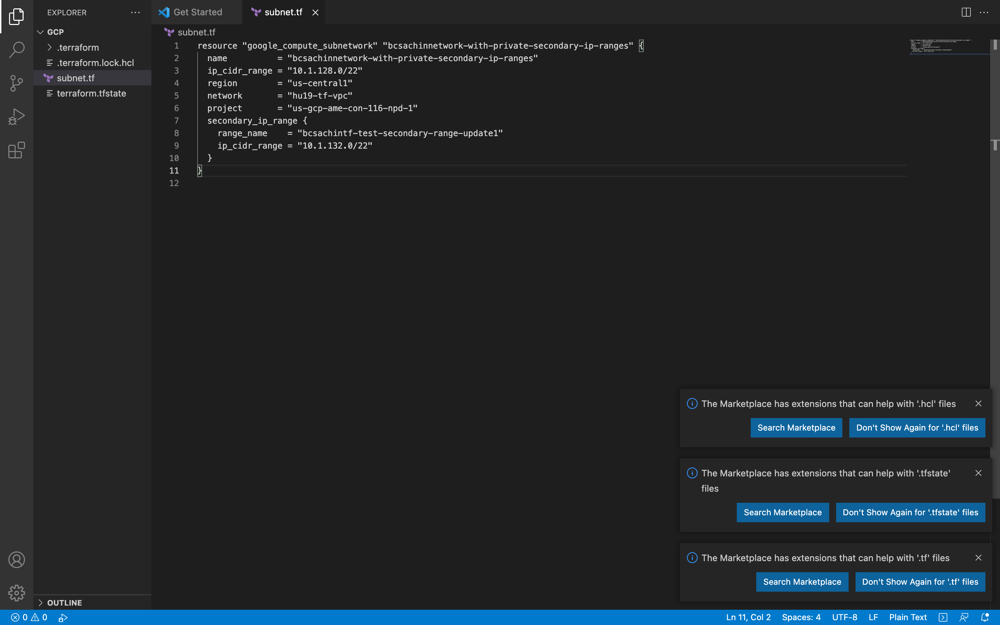 EXPLORER
GCP
.terraform
.terraform.lock.hcl
subnet.tf
terraform.tfstate
OUTLINE
Get Started
subnet.tf
subnet.tf
1 resource "google_compute_subnetwork" "bcsachinnetwork-with-private-secondary-ip-ranges" {
2   name          = "bcsachinnetwork-with-private-secondary-ip-ranges"
3   ip_cidr_range = "10.1.128.0/22"
4   region        = "us-central1"
5   network       = "hu19-tf-vpc"
6   project       = "us-gcp-ame-con-116-npd-1"
7   secondary_ip_range {
8     range_name    = "bcsachintf-test-secondary-range-update1"
9     ip_cidr_range = "10.1.132.0/22"
10   }
11 }
12
The Marketplace has extensions that can help with '.hcl' files
Search Marketplace Don't Show Again for '.hcl' files
The Marketplace has extensions that can help with '.tfstate'
files
Search Marketplace Don't Show Again for '.tfstate' files
The Marketplace has extensions that can help with '.tf' files
Search Marketplace Don't Show Again for '.tf' files
0 0 Ln 11, Col 2 Spaces: 4 UTF-8 LF Plain Text